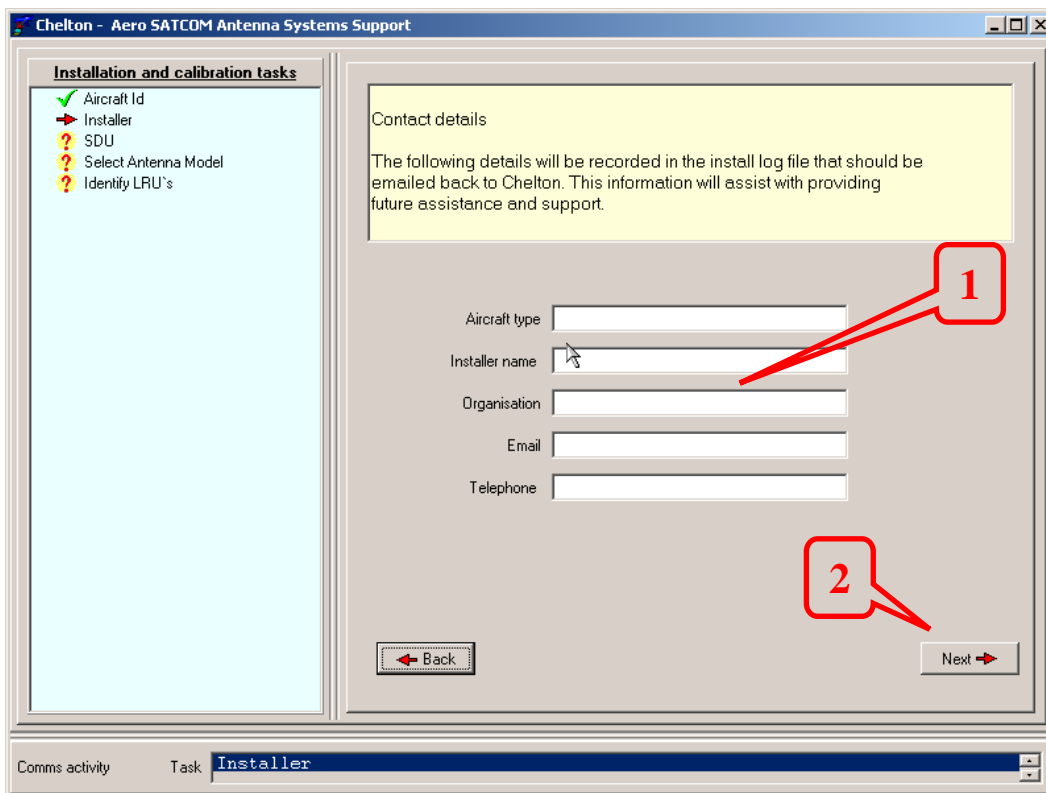 Chelton - Aero SATCOM Antenna Systems Support
Installation and calibration tasks
Aircraft Id
Installer
? SDU
? Select Antenna Model
? Identify LRU`s
Contact details
The following details will be recorded in the install log file that should be
emailed back to Chelton. This information will assist with providing
future assistance and support.
1
Aircraft type
Installer name
Organisation
Email
Telephone
2
Back
Next
Comms activity
Task Installer